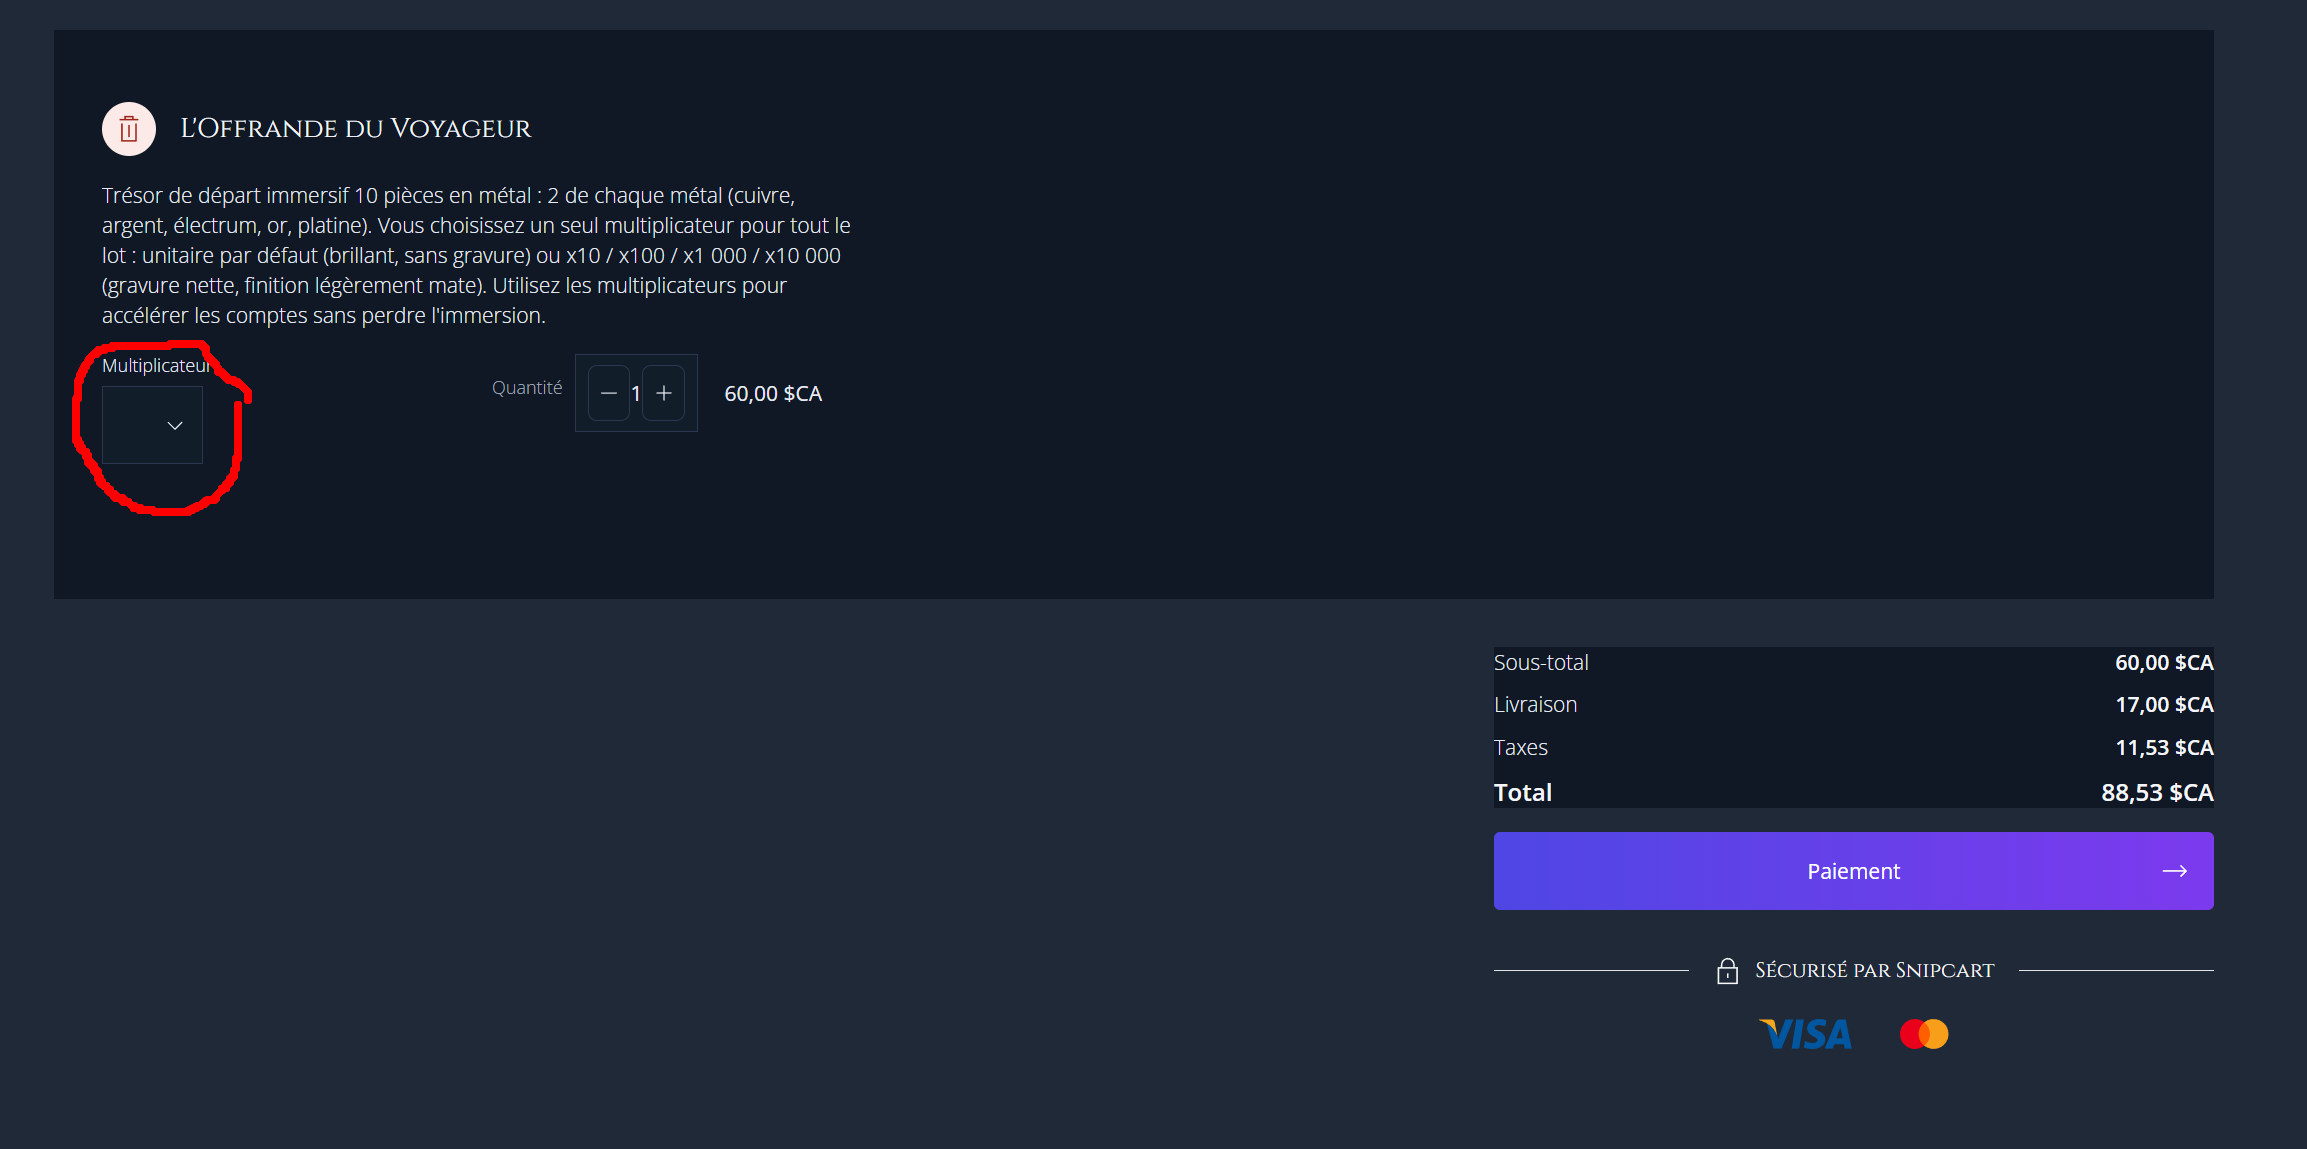 L'Offrande du Voyageur
Trésor de départ immersif 10 pièces en métal : 2 de chaque métal (cuivre,
argent, électrum, or, platine). Vous choisissez un seul multiplicateur pour tout le
lot : unitaire par défaut (brillant, sans gravure) ou x10 / x100 / x1 000 / x10 000
(gravure nette, finition légèrement mate). Utilisez les multiplicateurs pour
accélérer les comptes sans perdre l'immersion.
Multiplicateur
Quantité 1 60,00 $CA
Sous-total 60,00 $CA
Livraison 17,00 $CA
Taxes 11,53 $CA
Total 88,53 $CA
Paiement
Sécurisé par Snipcart
VISA